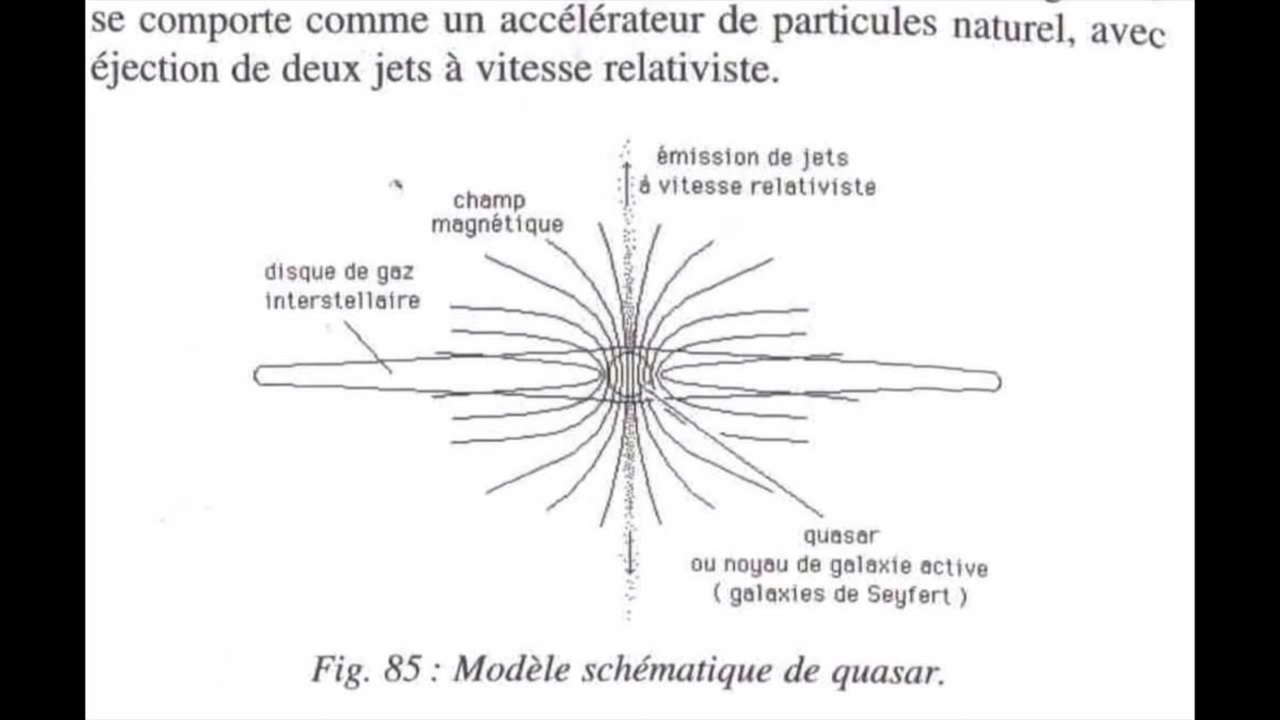 se comporte comme un accélérateur de particules naturel, avec
éjection de deux jets à vitesse relativiste.
émission de jets
à vitesse relativiste
champ
magnétique
disque de gaz
interstellaire
quasar
ou noyau de galaxie active
( galaxies de Seyfert )
Fig. 85 : Modèle schématique de quasar.